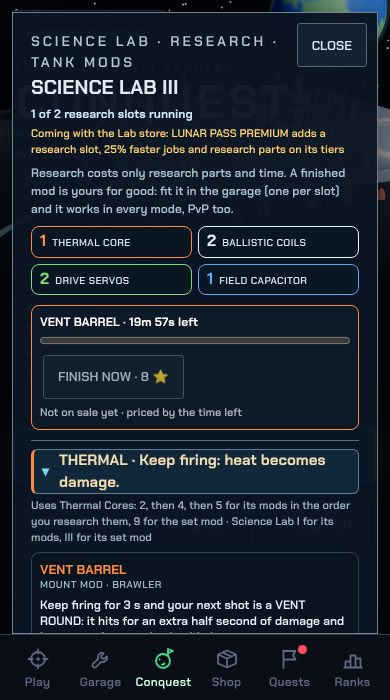 SCIENCE LAB · RESEARCH ·
TANK MODS
CLOSE
SCIENCE LAB III
1 of 2 research slots running
Coming with the Lab store: LUNAR PASS PREMIUM adds a
research slot, 25% faster jobs and research parts on its tiers
Research costs only research parts and time. A finished
mod is yours for good: fit it in the garage (one per slot)
and it works in every mode, PvP too.
1 THERMAL CORE
2 BALLISTIC COILS
2 DRIVE SERVOS
1 FIELD CAPACITOR
VENT BARREL · 19m 57s left
FINISH NOW · 8 ⭐
Not on sale yet · priced by the time left
▼ THERMAL · Keep firing: heat becomes
damage.
Uses Thermal Cores: 2, then 4, then 5 for its mods in the order
you research them, 9 for the set mod · Science Lab I for its
mods, III for its set mod
VENT BARREL
MOUNT MOD · BRAWLER
Keep firing for 3 s and your next shot is a VENT
ROUND: it hits for an extra half second of damage and
Play
Garage
Conquest
Shop
Quests
Ranks